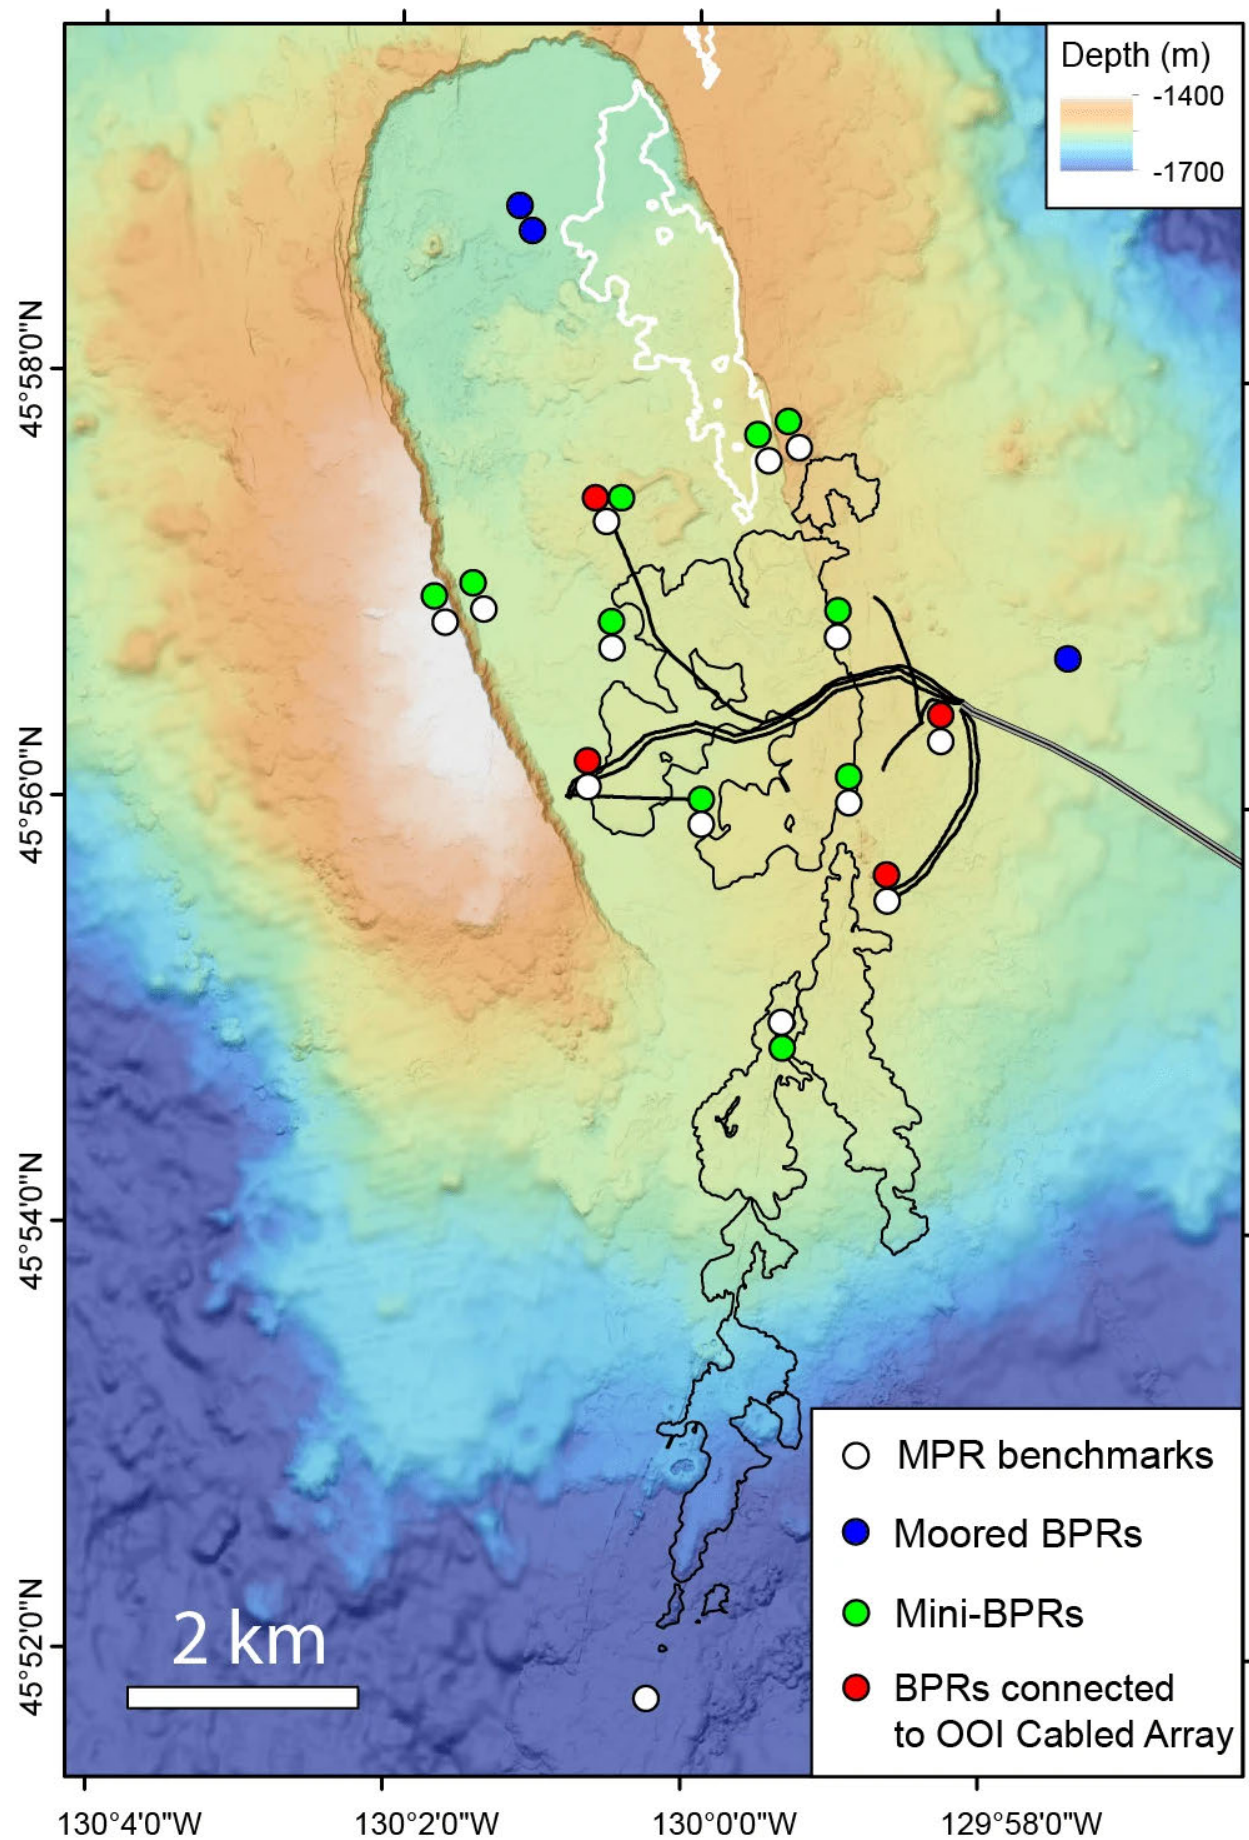 Depth (m)
-1400
-1700
45°58'0"N
45°56'0"N
45°54'0"N
45°52'0"N
2 km
MPR benchmarks
Moored BPRs
Mini-BPRs
BPRs connected
to OOI Cabled Array
130°4'0"W
130°2'0"W
130°0'0"W
129°58'0"W